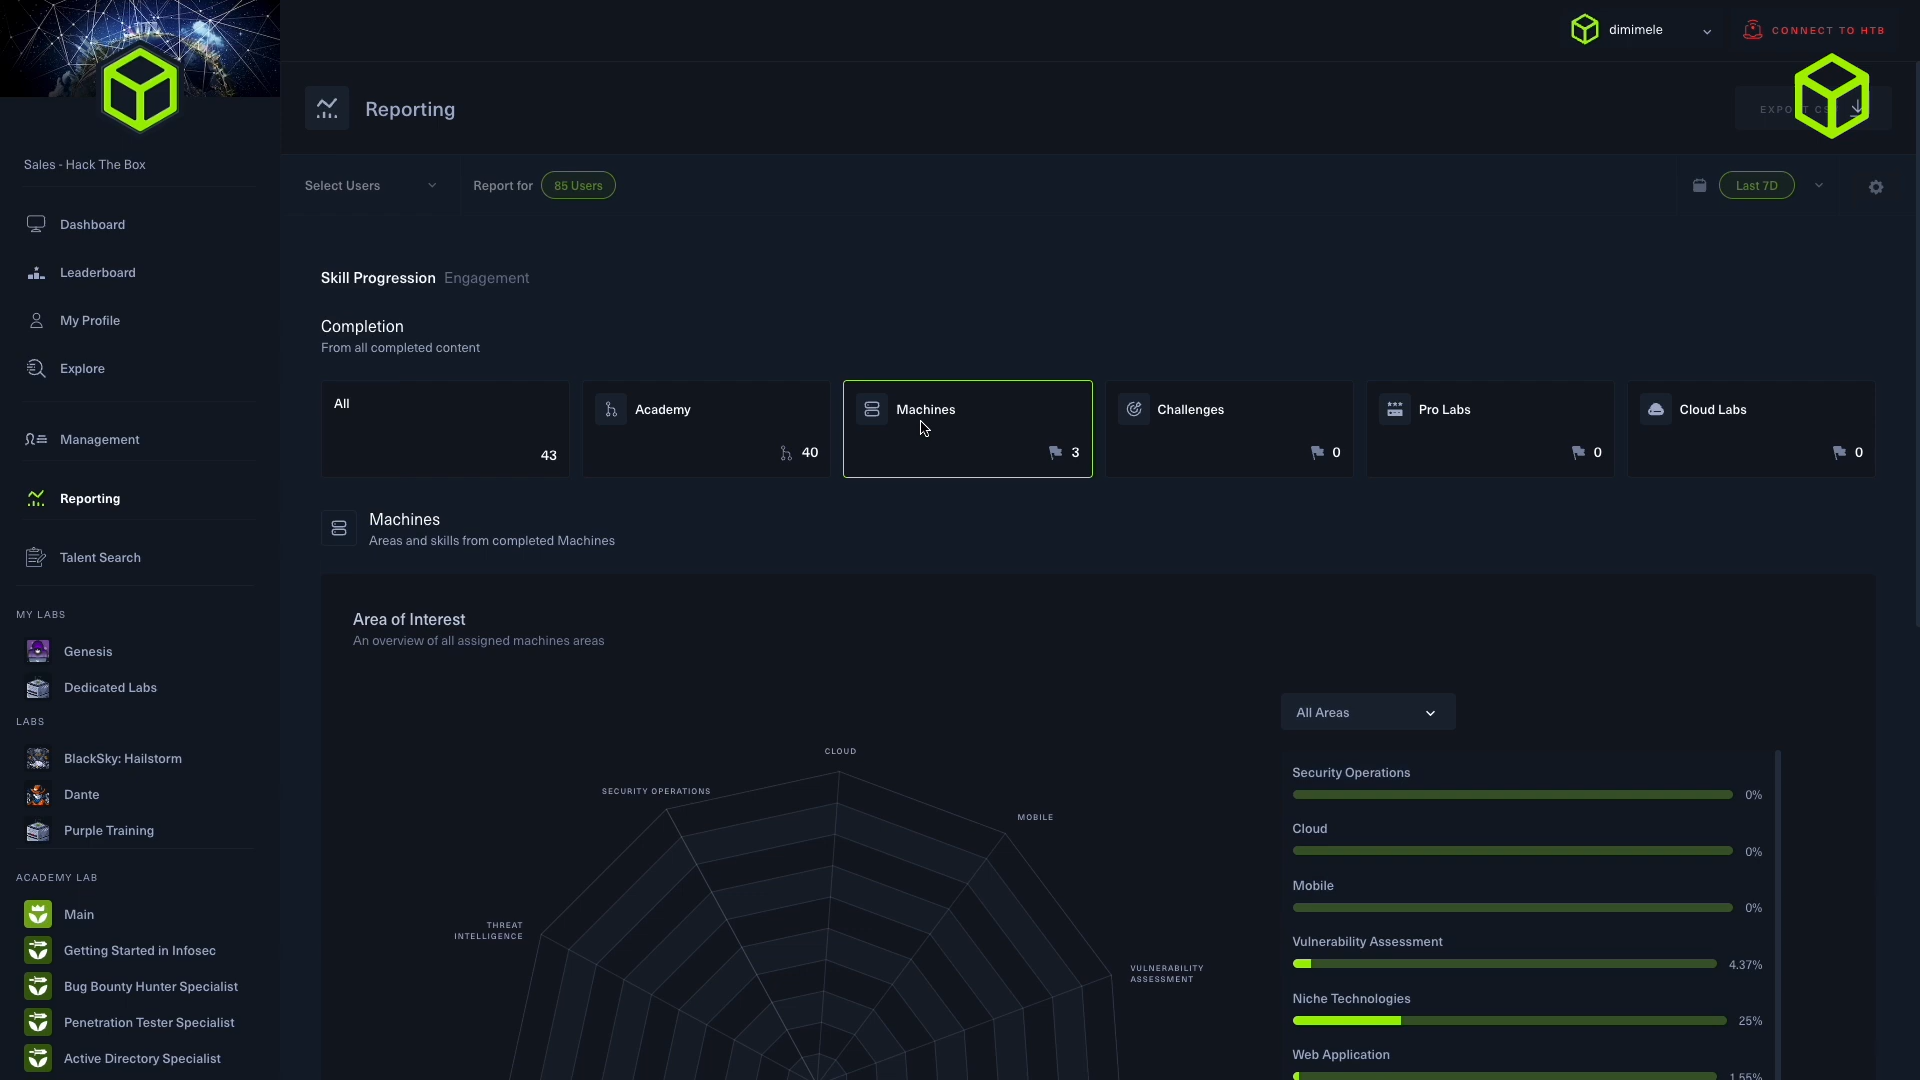 dimimele
CONNECT TO HTB
Reporting
Sales - Hack The Box
Select Users
Report for
85 Users
Last 7D
Dashboard
Leaderboard
My Profile
Explore
Management
Reporting
Talent Search
MY LABS
Genesis
Dedicated Labs
LABS
BlackSky: Hailstorm
Dante
Purple Training
ACADEMY LAB
Main
Getting Started in Infosec
Bug Bounty Hunter Specialist
Penetration Tester Specialist
Active Directory Specialist
Skill Progression Engagement
Completion
From all completed content
All
43
Academy
40
Machines
3
Challenges
0
Pro Labs
0
Cloud Labs
0
Machines
Areas and skills from completed Machines
Area of Interest
An overview of all assigned machines areas
CLOUD
SECURITY OPERATIONS
MOBILE
THREAT
INTELLIGENCE
VULNERABILITY
ASSESSMENT
All Areas
Security Operations
0%
Cloud
0%
Mobile
0%
Vulnerability Assessment
4.37%
Niche Technologies
25%
Web Application
1.55%